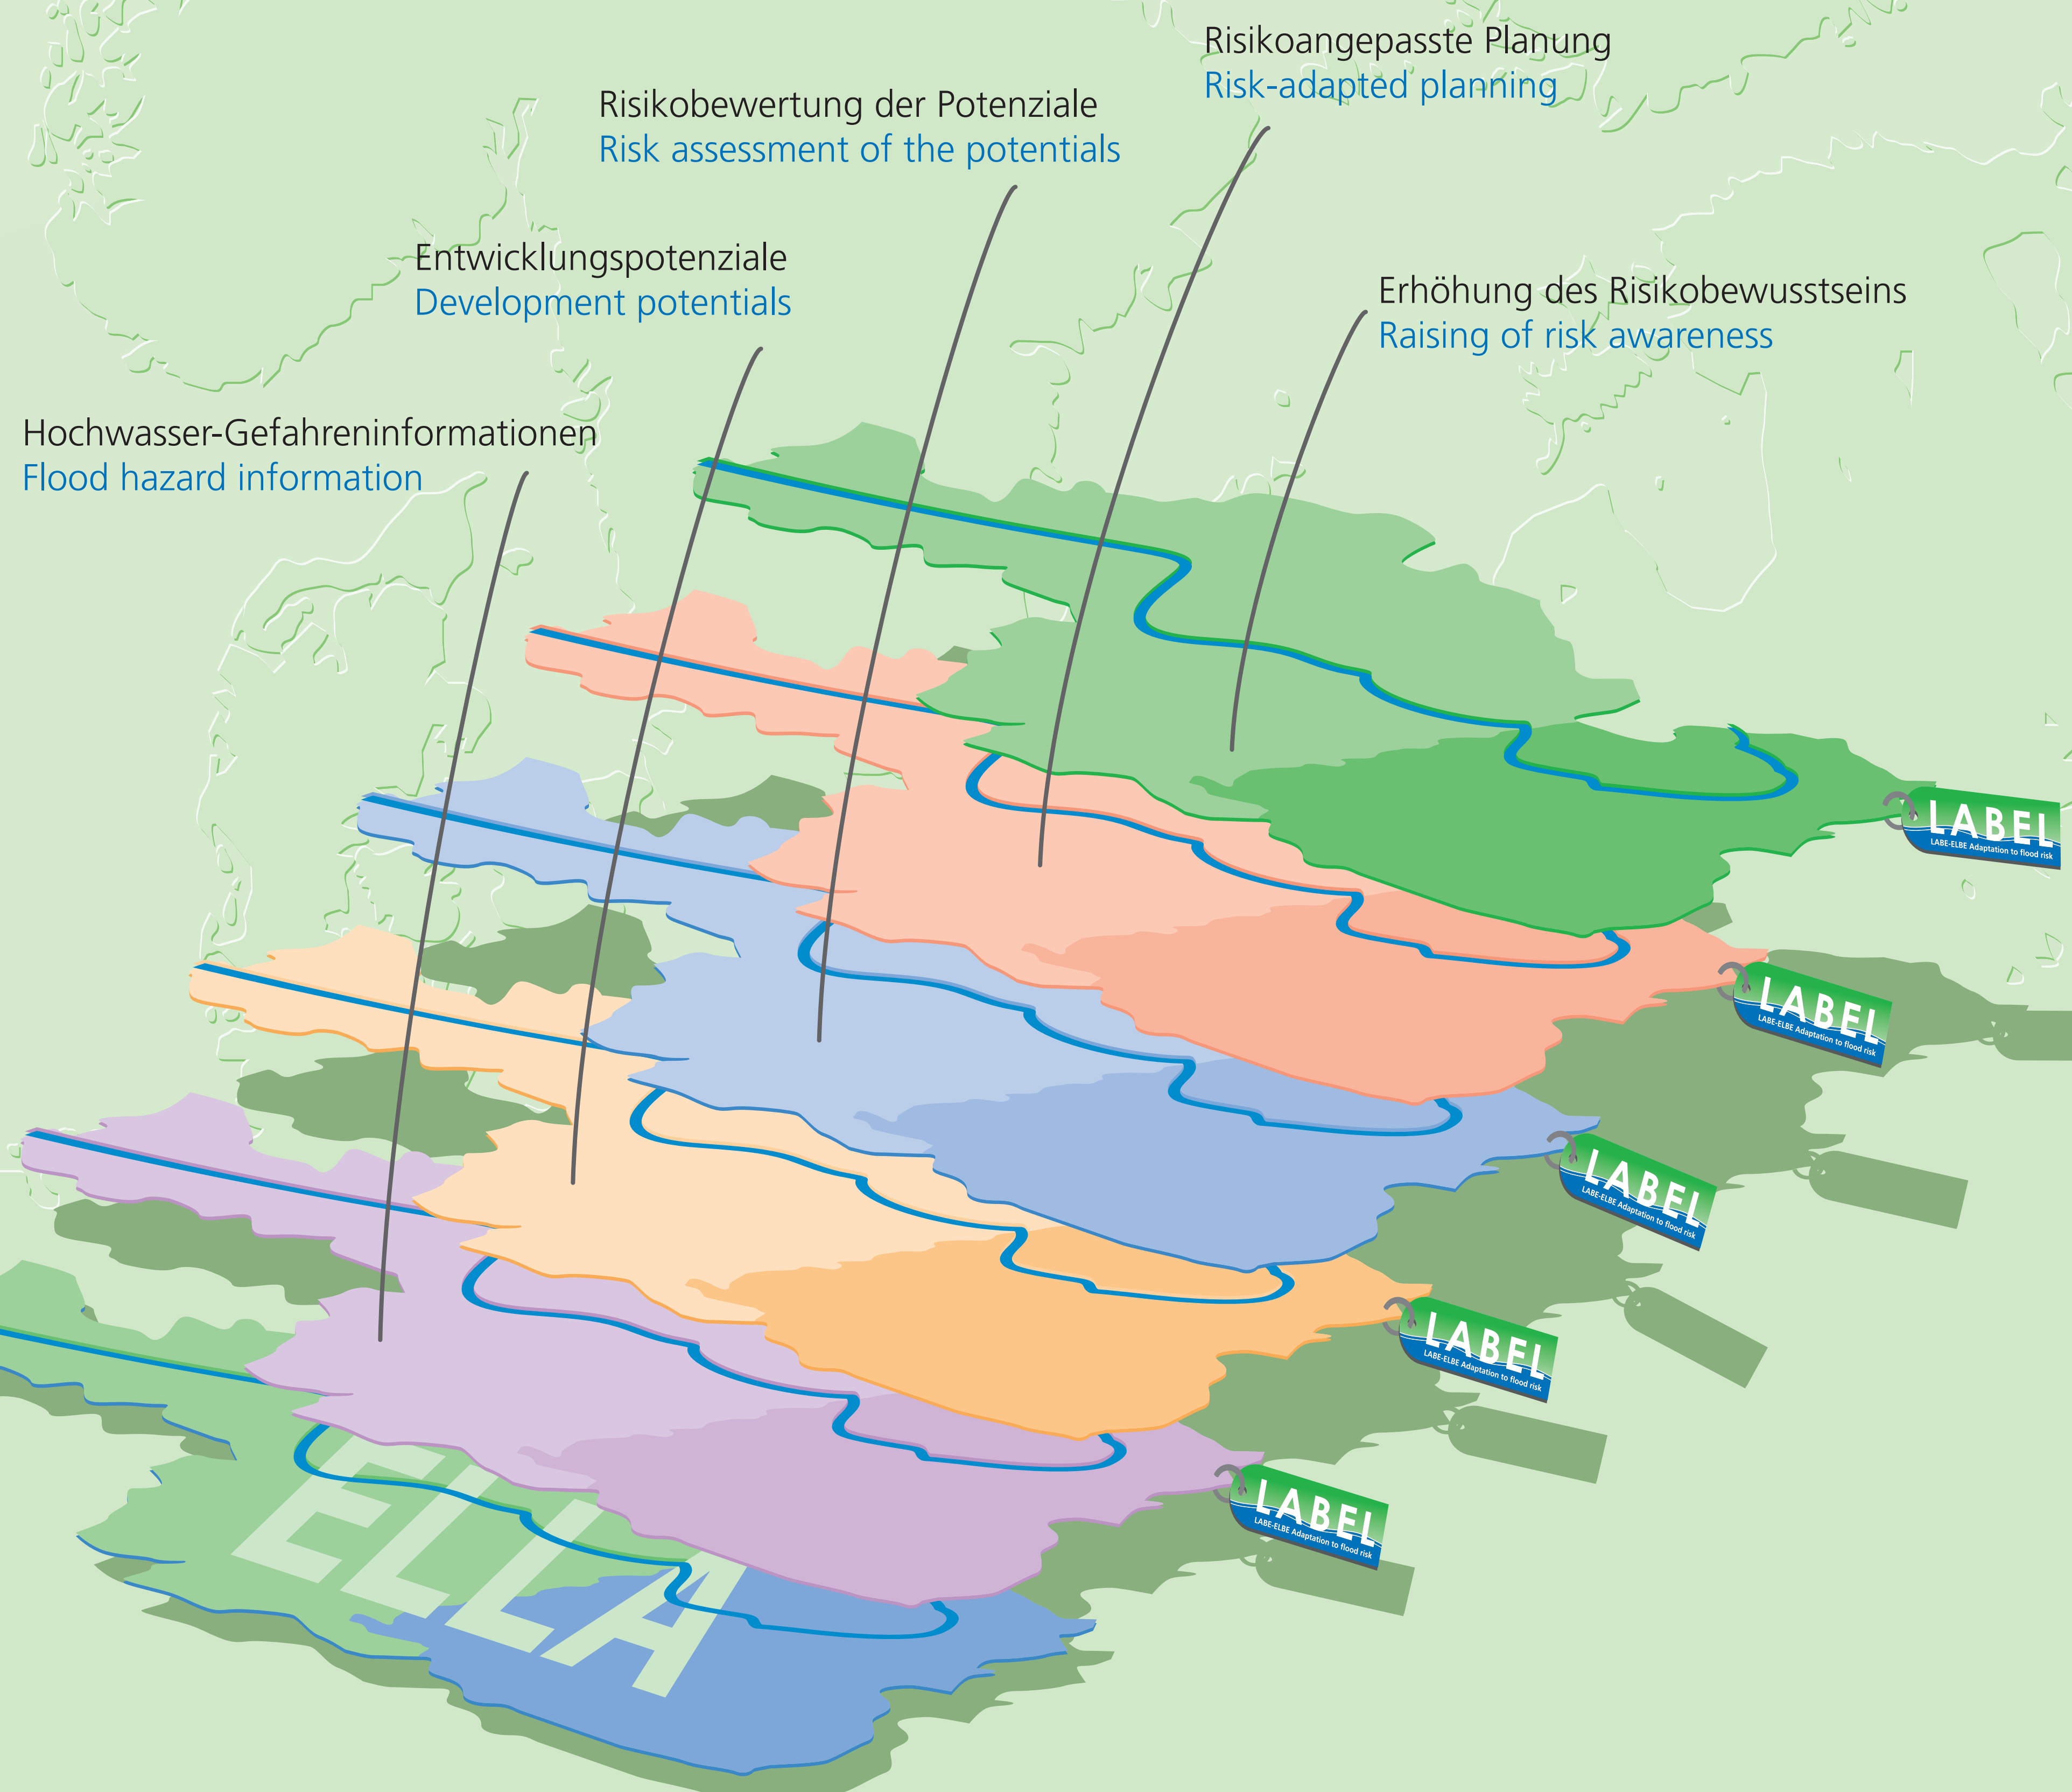 Risikoangepasste Planung
Risk-adapted planning
Risikobewertung der Potenziale
Risk assessment of the potentials
Entwicklungspotenziale
Development potentials
Erhöhung des Risikobewusstseins
Raising of risk awareness
Hochwasser-Gefahreninformationen
Flood hazard information
LABEL
LABE-ELBE Adaptation to flood risk
LABEL
LABE-ELBE Adaptation to flood risk
LABEL
LABE-ELBE Adaptation to flood risk
LABEL
LABE-ELBE Adaptation to flood risk
LABEL
LABE-ELBE Adaptation to flood risk
ELLA